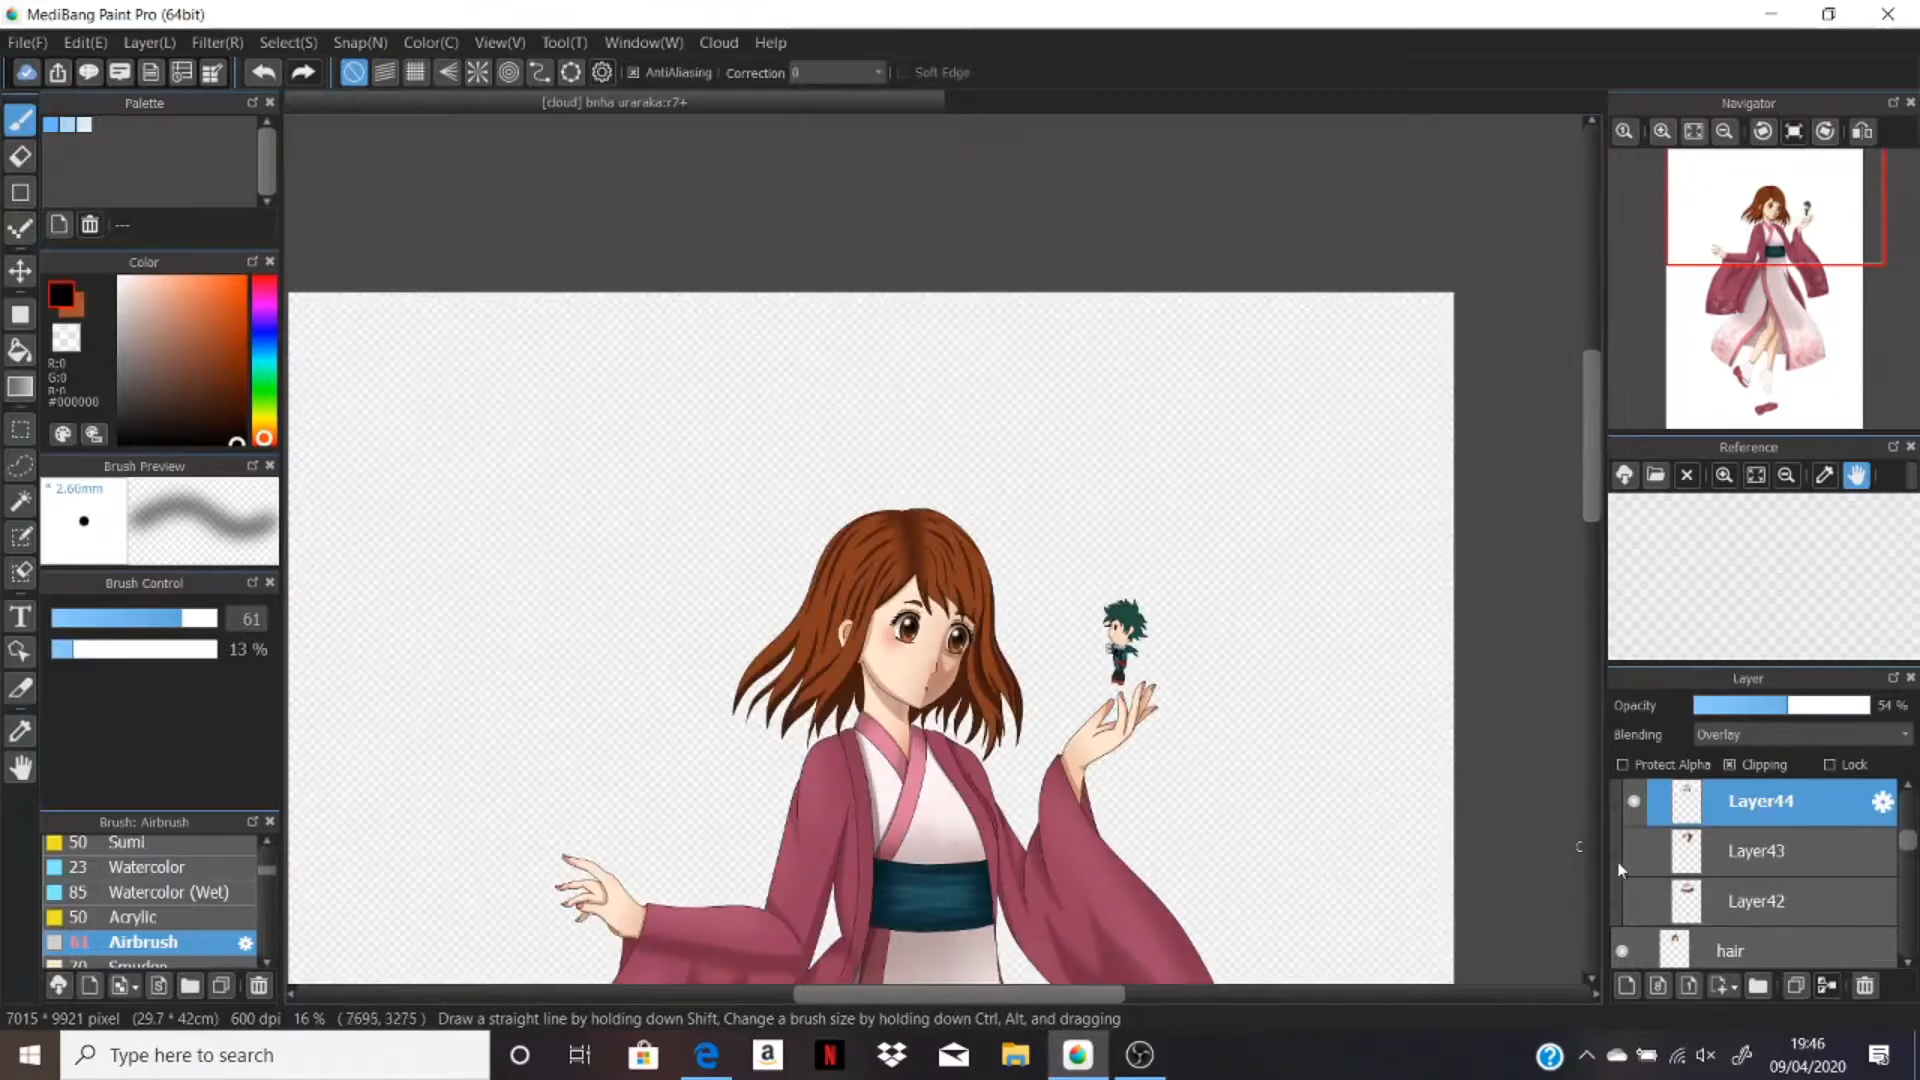 MediBang Paint Pro (64bit)
File(F) Edit(E) Layer(L) Filter(R) Select(S) Snap(N) Color(C) View(V) Tool(T) Window(W) Cloud Help
AntiAliasing Correction 0 Soft Edge
Palette
[cloud] bnha uraraka:r7+
Navigator
---
Color
R:0
G:0
B:0
#000000
Brush Preview
* 2.60mm
Brush Control
61
13 %
Reference
Layer
Opacity 54 %
Blending Overlay
Protect Alpha Clipping Lock
Layer44
Layer43
Layer42
hair
Brush: Airbrush
50 Sumi
23 Watercolor
85 Watercolor (Wet)
50 Acrylic
61 Airbrush
20 Smudge
7015 * 9921 pixel (29.7 * 42cm) 600 dpi 16 % ( 7695, 3275 ) Draw a straight line by holding down Shift, Change a brush size by holding down Ctrl, Alt, and dragging
Type here to search
19:46
09/04/2020